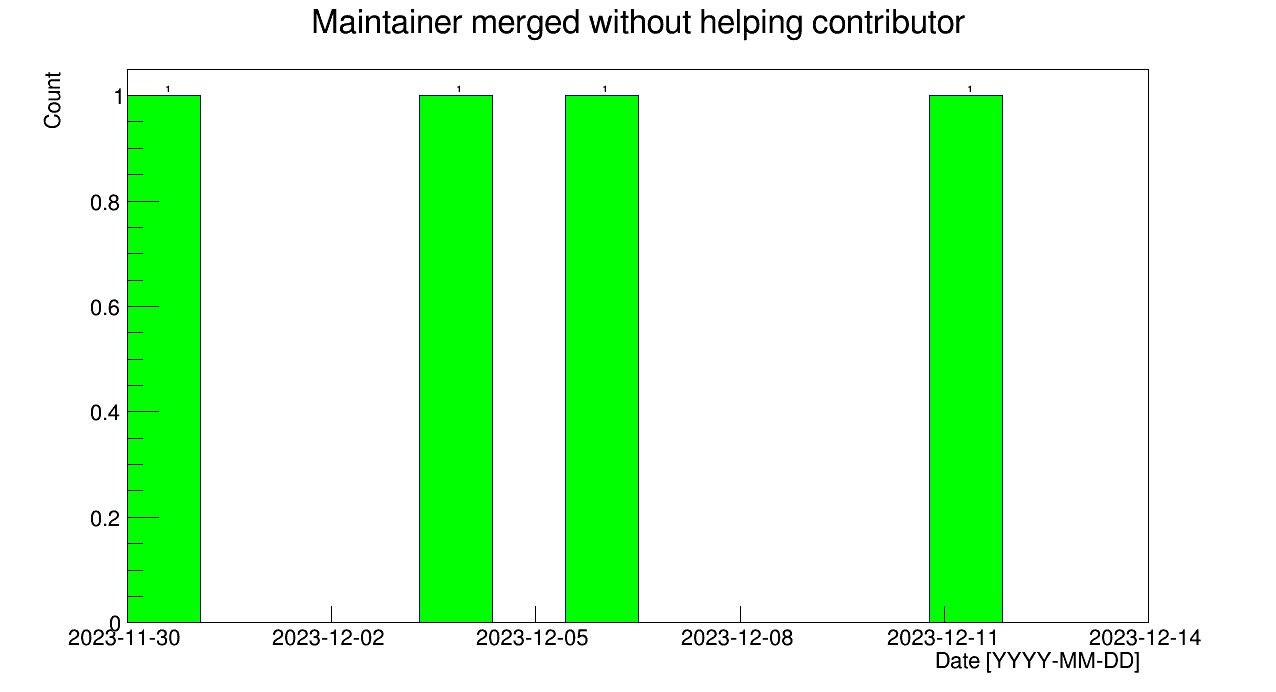 Maintainer merged without helping contributor
Count
1 1 1 1
1
0.8
0.6
0.4
0.2
0
2023-11-30 2023-12-02 2023-12-05 2023-12-08 2023-12-11 2023-12-14
Date [YYYY-MM-DD]